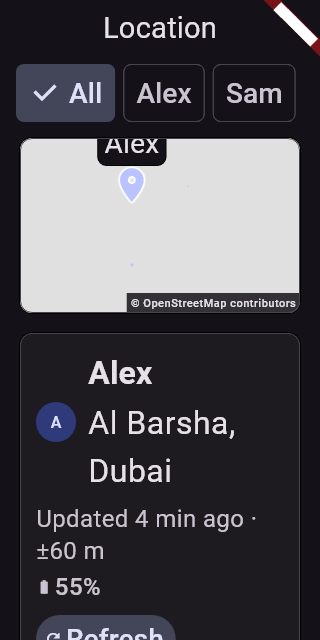 Location
All
Alex
Sam
Alex
© OpenStreetMap contributors
Alex
A
Al Barsha,
Dubai
Updated 4 min ago ·
±60 m
55%
Refresh